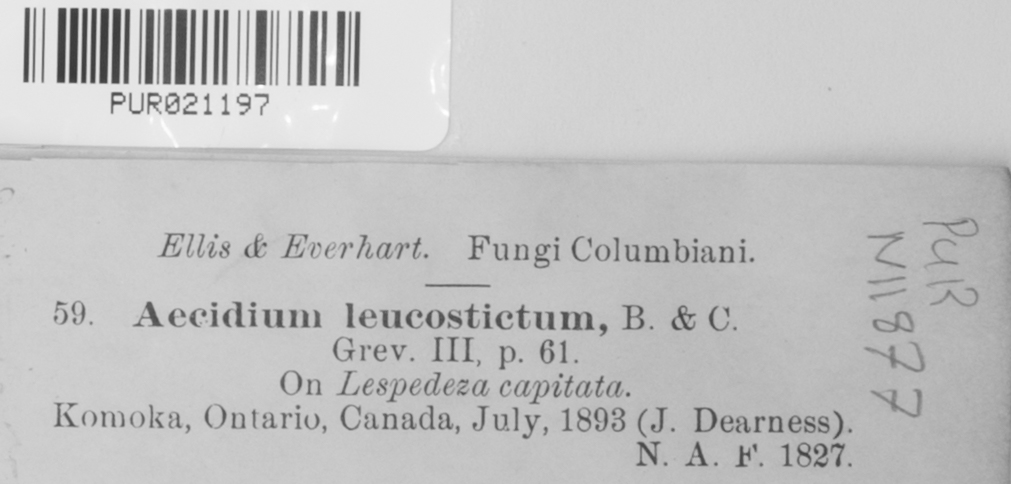 PUR021197
Ellis & Everhart. Fungi Columbiani.
59. Aecidium leucostictum, B. & C.
Grev. III, p. 61.
On Lespedeza capitata.
Komoka, Ontario, Canada, July, 1893 (J. Dearness).
N. A. F. 1827.
PUR
N11877